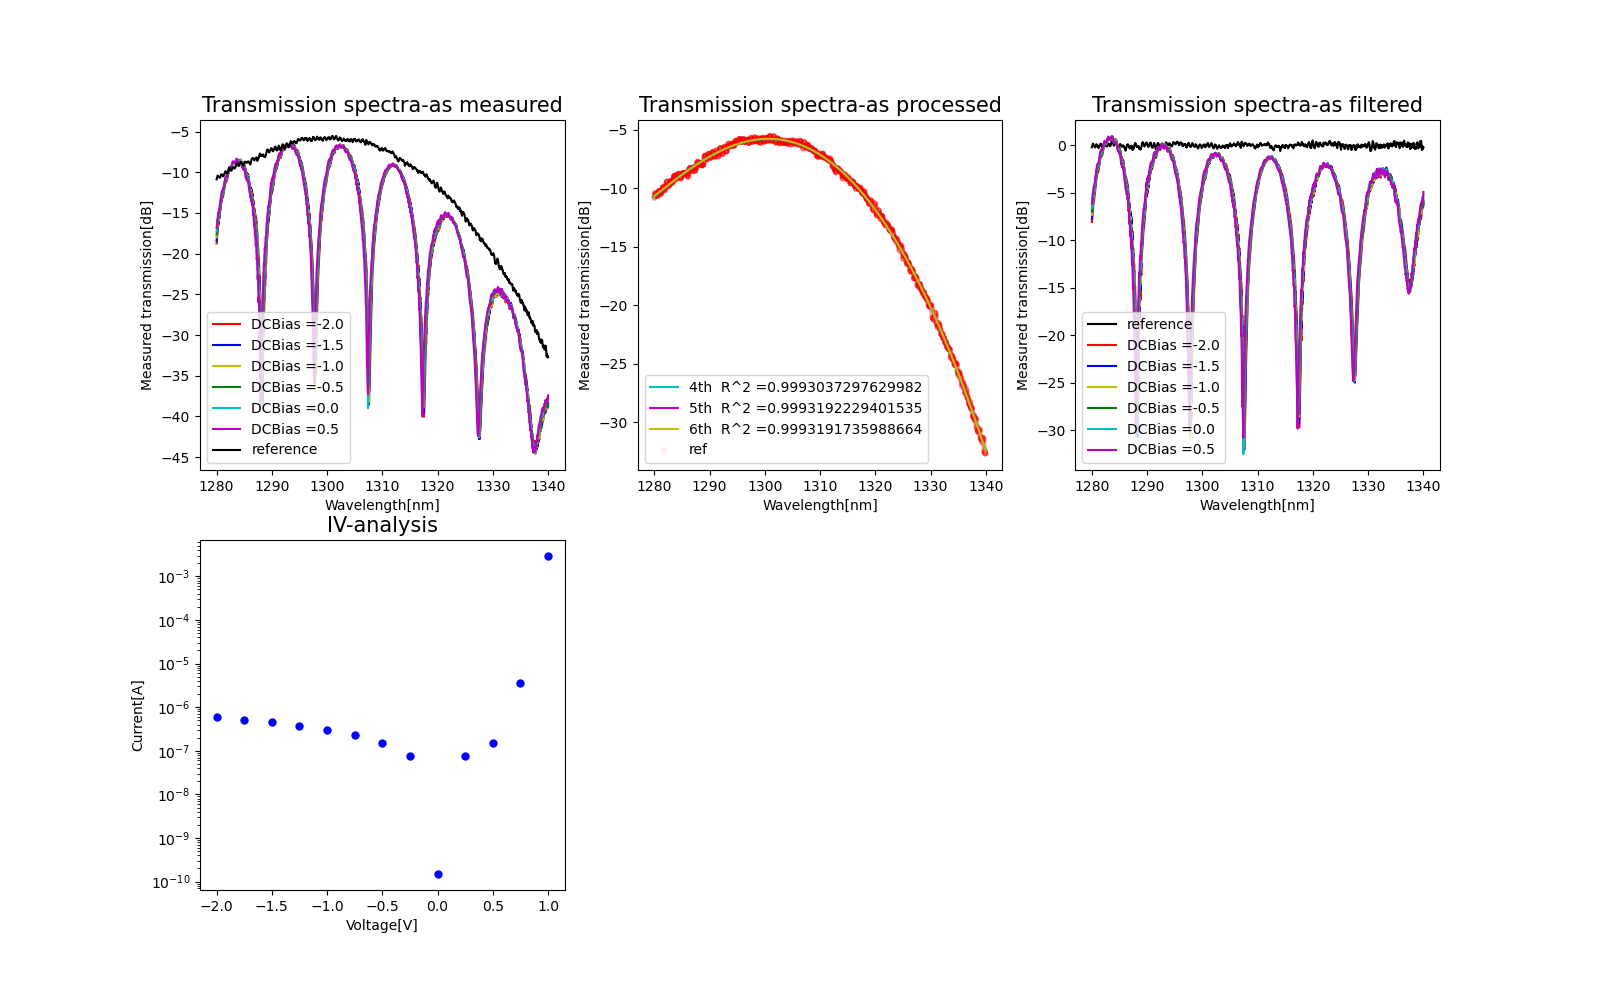 Transmission spectra-as measured
Measured transmission[dB]
−5
−10
−15
−20
−25
−30
−35
−40
−45
DCBias =-2.0
DCBias =-1.5
DCBias =-1.0
DCBias =-0.5
DCBias =0.0
DCBias =0.5
reference
1280 1290 1300 1310 1320 1330 1340
Wavelength[nm]
Transmission spectra-as processed
Measured transmission[dB]
−5
−10
−15
−20
−25
−30
4th R^2 =0.9993037297629982
5th R^2 =0.9993192229401535
6th R^2 =0.9993191735988664
ref
1280 1290 1300 1310 1320 1330 1340
Wavelength[nm]
Transmission spectra-as filtered
Measured transmission[dB]
0
−5
−10
−15
−20
−25
−30
reference
DCBias =-2.0
DCBias =-1.5
DCBias =-1.0
DCBias =-0.5
DCBias =0.0
DCBias =0.5
1280 1290 1300 1310 1320 1330 1340
Wavelength[nm]
IV-analysis
Current[A]
10⁻³
10⁻⁴
10⁻⁵
10⁻⁶
10⁻⁷
10⁻⁸
10⁻⁹
10⁻¹⁰
−2.0 −1.5 −1.0 −0.5 0.0 0.5 1.0
Voltage[V]